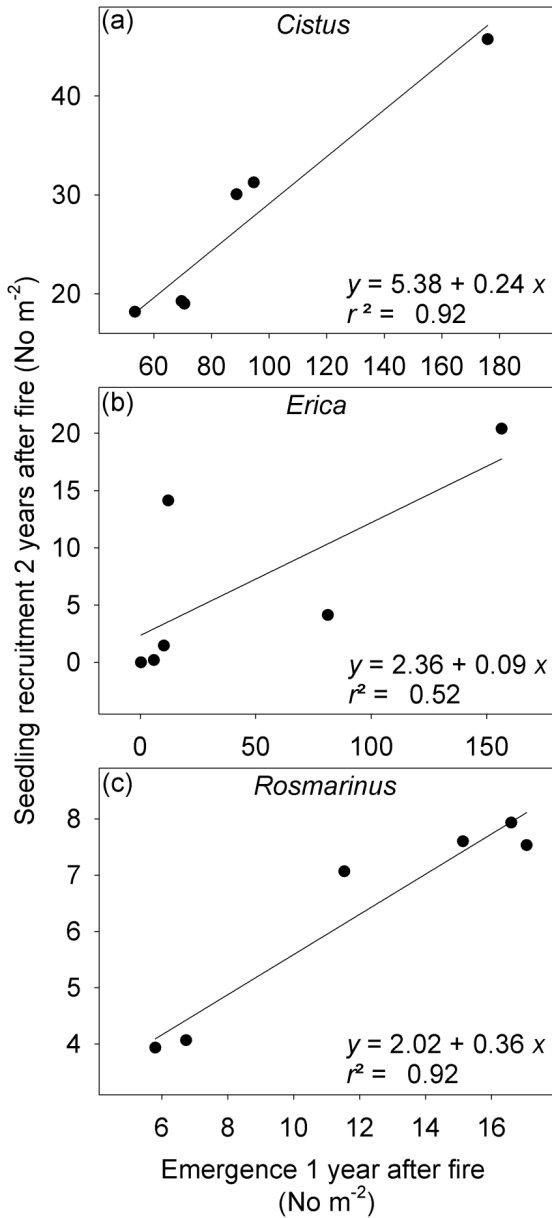 (a) Cistus
40
30
20
y = 5.38 + 0.24 x
r² = 0.92
60 80 100 120 140 160 180
(b) Erica
20
15
10
5
0
y = 2.36 + 0.09 x
r² = 0.52
0 50 100 150
(c) Rosmarinus
8
7
6
5
4
y = 2.02 + 0.36 x
r² = 0.92
6 8 10 12 14 16
Seedling recruitment 2 years after fire (No m⁻²)
Emergence 1 year after fire
(No m⁻²)